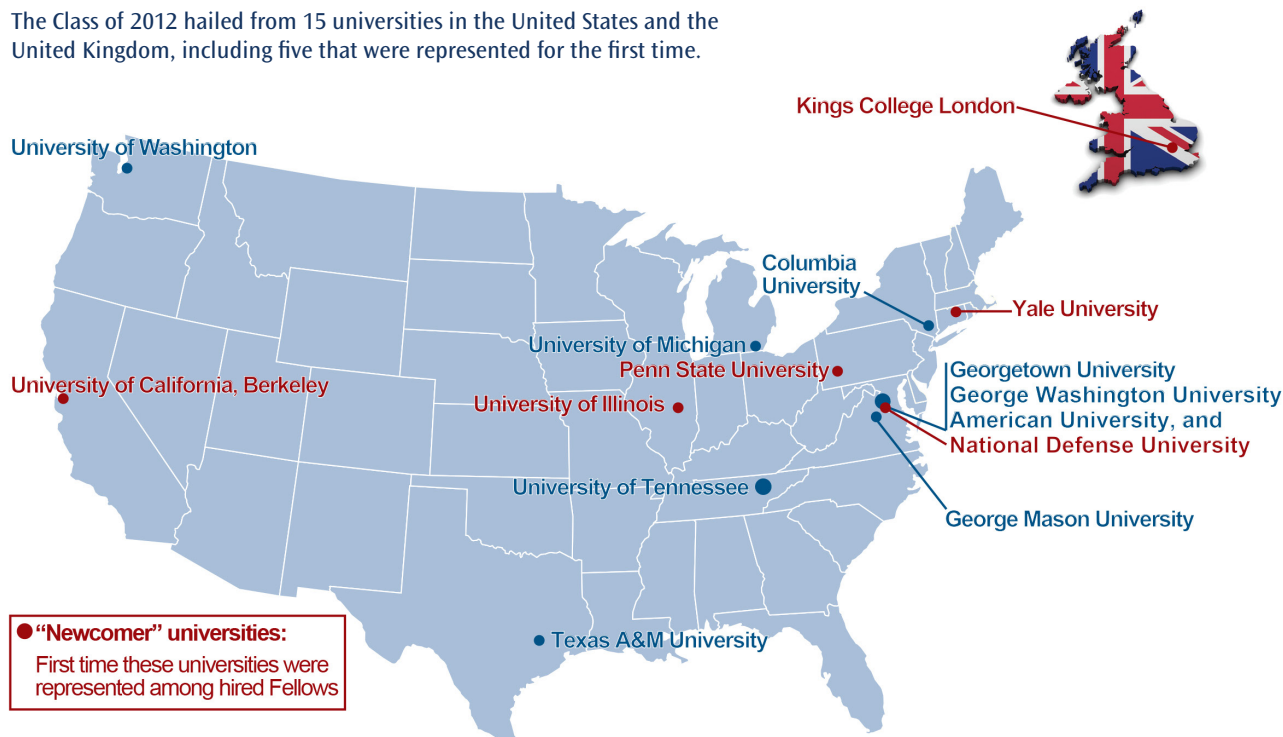 The Class of 2012 hailed from 15 universities in the United States and the
United Kingdom, including five that were represented for the first time.
Kings College London
University of Washington
Columbia
University
Yale University
University of Michigan
Penn State University
University of California, Berkeley
University of Illinois
Georgetown University
George Washington University
American University, and
National Defense University
University of Tennessee
George Mason University
Texas A&M University
“Newcomer” universities:
First time these universities were
represented among hired Fellows